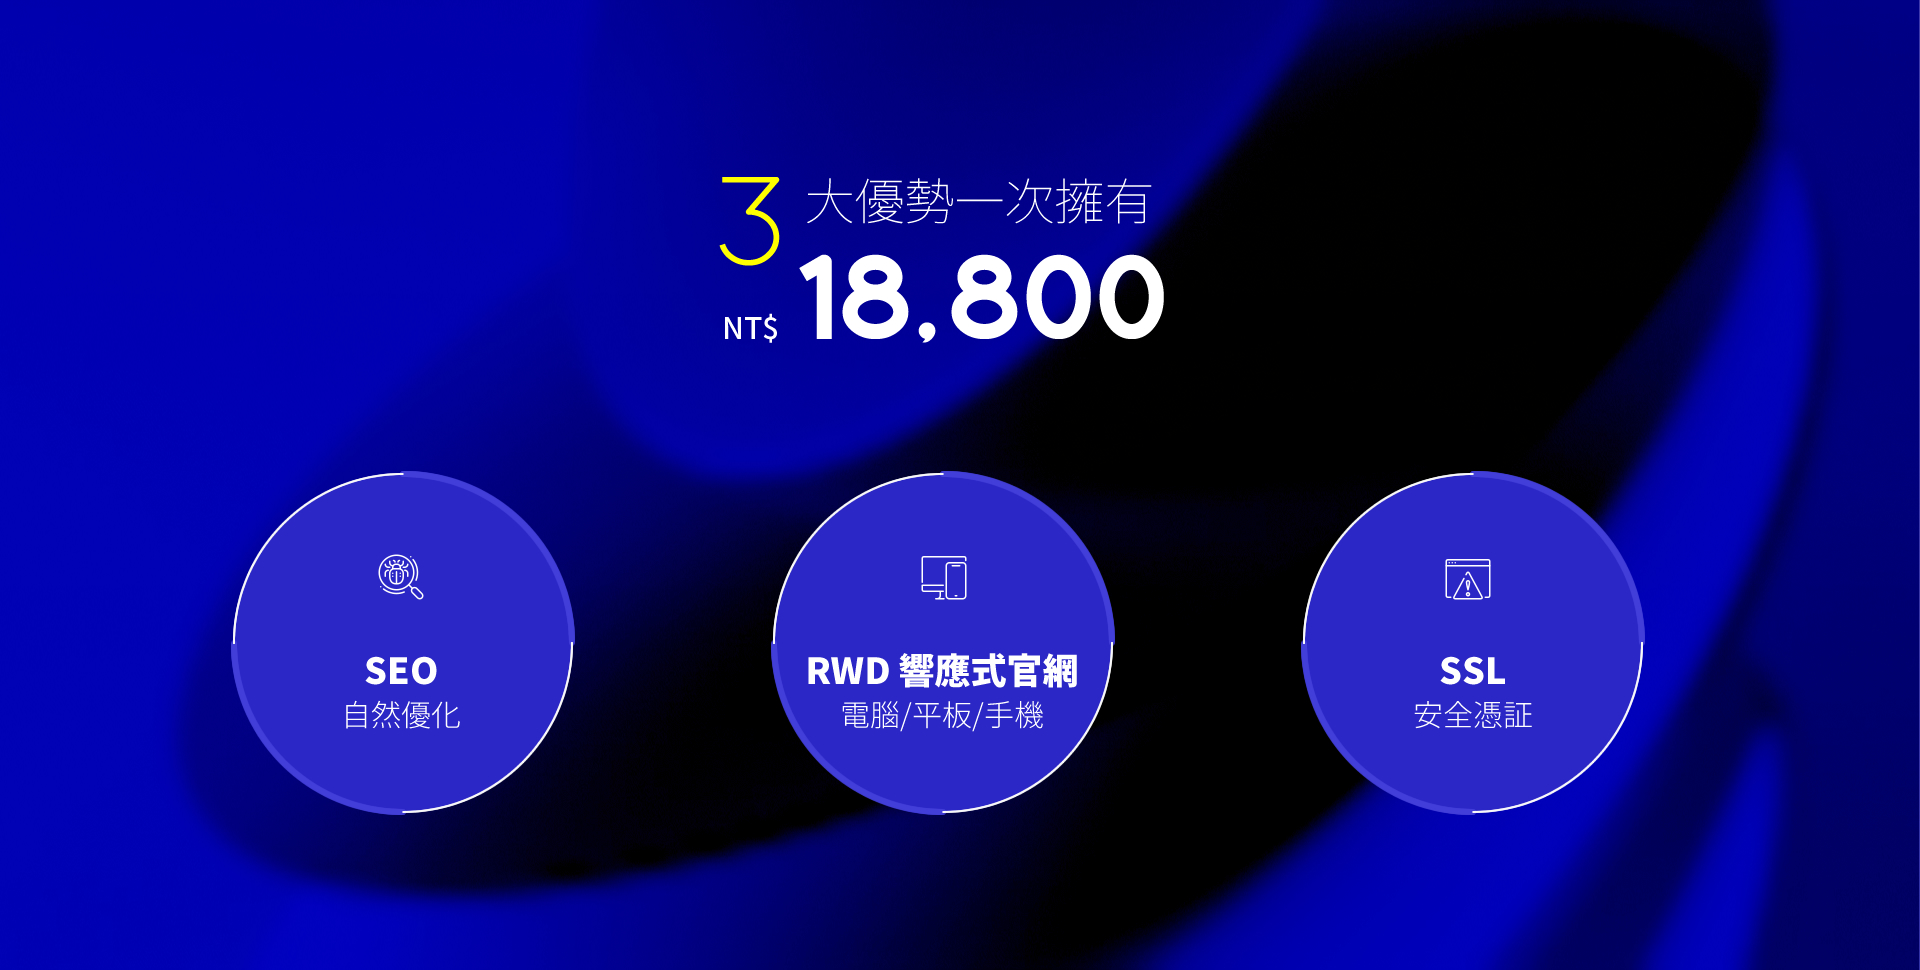 3 大優勢一次擁有
NT$ 18,800
SEO
自然優化
RWD 響應式官網
電腦/平板/手機
SSL
安全憑証